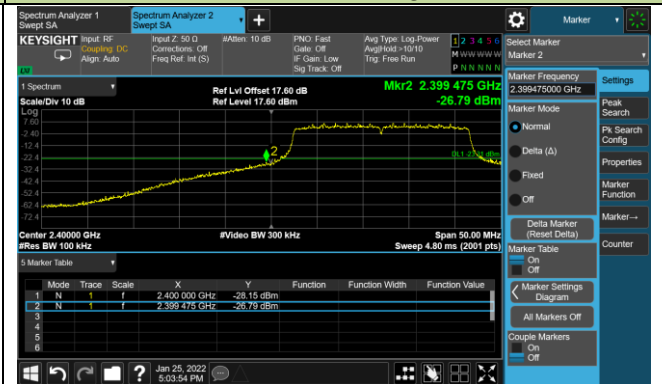 Spectrum Analyzer 1
Swept SA
Spectrum Analyzer 2
Swept SA
+
Marker
KEYSIGHT
Input: RF
Coupling: DC
Align: Auto
Input Z: 50 Ω
Corrections: Off
Freq Ref: Int (S)
#Atten: 10 dB
PNO: Fast
Gate: Off
IF Gain: Low
Sig Track: Off
Avg Type: Log-Power
Avg|Hold:>10/10
Trig: Free Run
1 2 3 4 5 6
M W W W W W
P N N N N N
LW
Select Marker
Marker 2
1 Spectrum
Scale/Div 10 dB
Log
Ref Lvl Offset 17.60 dB
Ref Level 17.60 dBm
Mkr2 2.399 475 GHz
-26.79 dBm
7.60
-2.40
-12.4
-22.4
-32.4
-42.4
-52.4
-62.4
-72.4
2
Center 2.40000 GHz
#Res BW 100 kHz
#Video BW 300 kHz
Span 50.00 MHz
Sweep 4.80 ms (2001 pts)
5 Marker Table
Mode Trace Scale X Y Function Function Width Function Value
1 N 1 f 2.400 000 GHz -28.15 dBm
2 N 1 f 2.399 475 GHz -26.79 dBm
3
4
5
6
Marker Frequency
2.399475000 GHz
Marker Mode
Normal
Delta (Δ)
Fixed
Off
Delta Marker
(Reset Delta)
Marker Table
On
Off
Marker Settings
Diagram
All Markers Off
Couple Markers
On
Off
Settings
Peak
Search
Pk Search
Config
Properties
Marker
Function
Marker→
Counter
?
Jan 25, 2022
5:03:54 PM